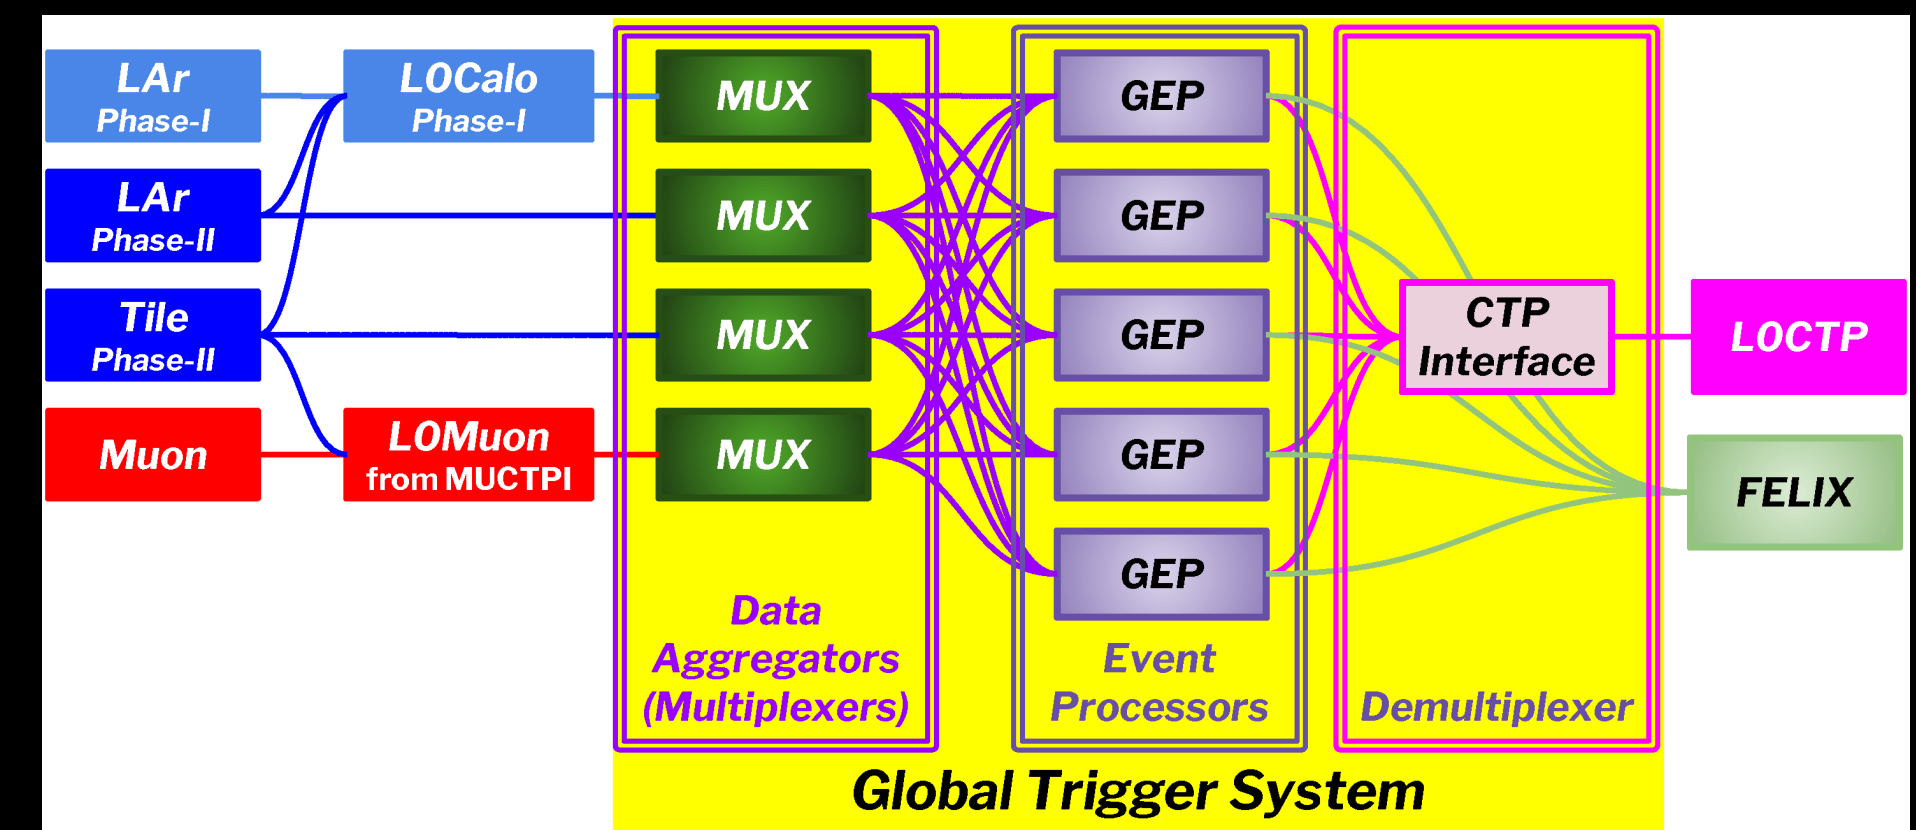 LAr
Phase-I
L0Calo
Phase-I
MUX
GEP
LAr
Phase-II
MUX
GEP
Tile
Phase-II
MUX
GEP
CTP
Interface
L0CTP
Muon
L0Muon
from MUCTPI
MUX
GEP
FELIX
GEP
Data
Aggregators
(Multiplexers)
Event
Processors
Demultiplexer
Global Trigger System